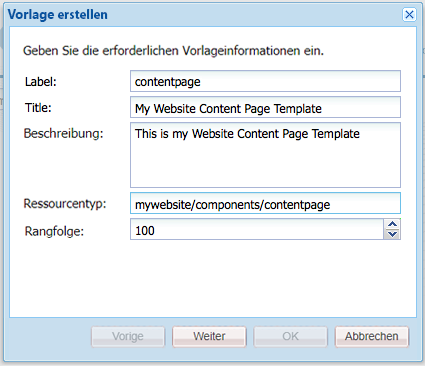 Vorlage erstellen
Geben Sie die erforderlichen Vorlageinformationen ein.
Label: contentpage
Title: My Website Content Page Template
Beschreibung: This is my Website Content Page Template
Ressourcentyp: mywebsite/components/contentpage
Rangfolge: 100
Vorige Weiter OK Abbrechen